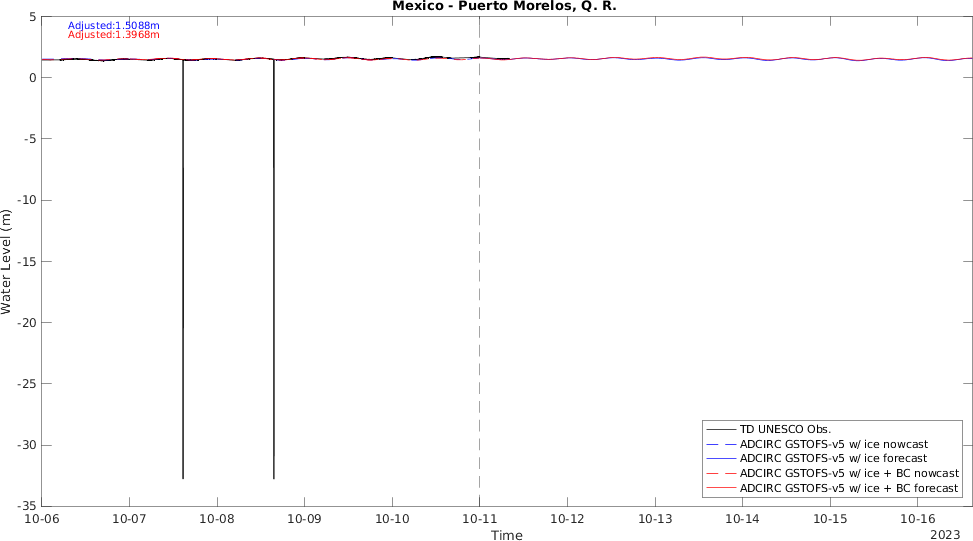 Mexico - Puerto Morelos, Q. R.
Adjusted:1.5088m
Adjusted:1.3968m
5
0
-5
-10
-15
-20
-25
-30
-35
Water Level (m)
TD UNESCO Obs.
ADCIRC GSTOFS-v5 w/ ice nowcast
ADCIRC GSTOFS-v5 w/ ice forecast
ADCIRC GSTOFS-v5 w/ ice + BC nowcast
ADCIRC GSTOFS-v5 w/ ice + BC forecast
10-06 10-07 10-08 10-09 10-10 10-11 10-12 10-13 10-14 10-15 10-16
Time
2023